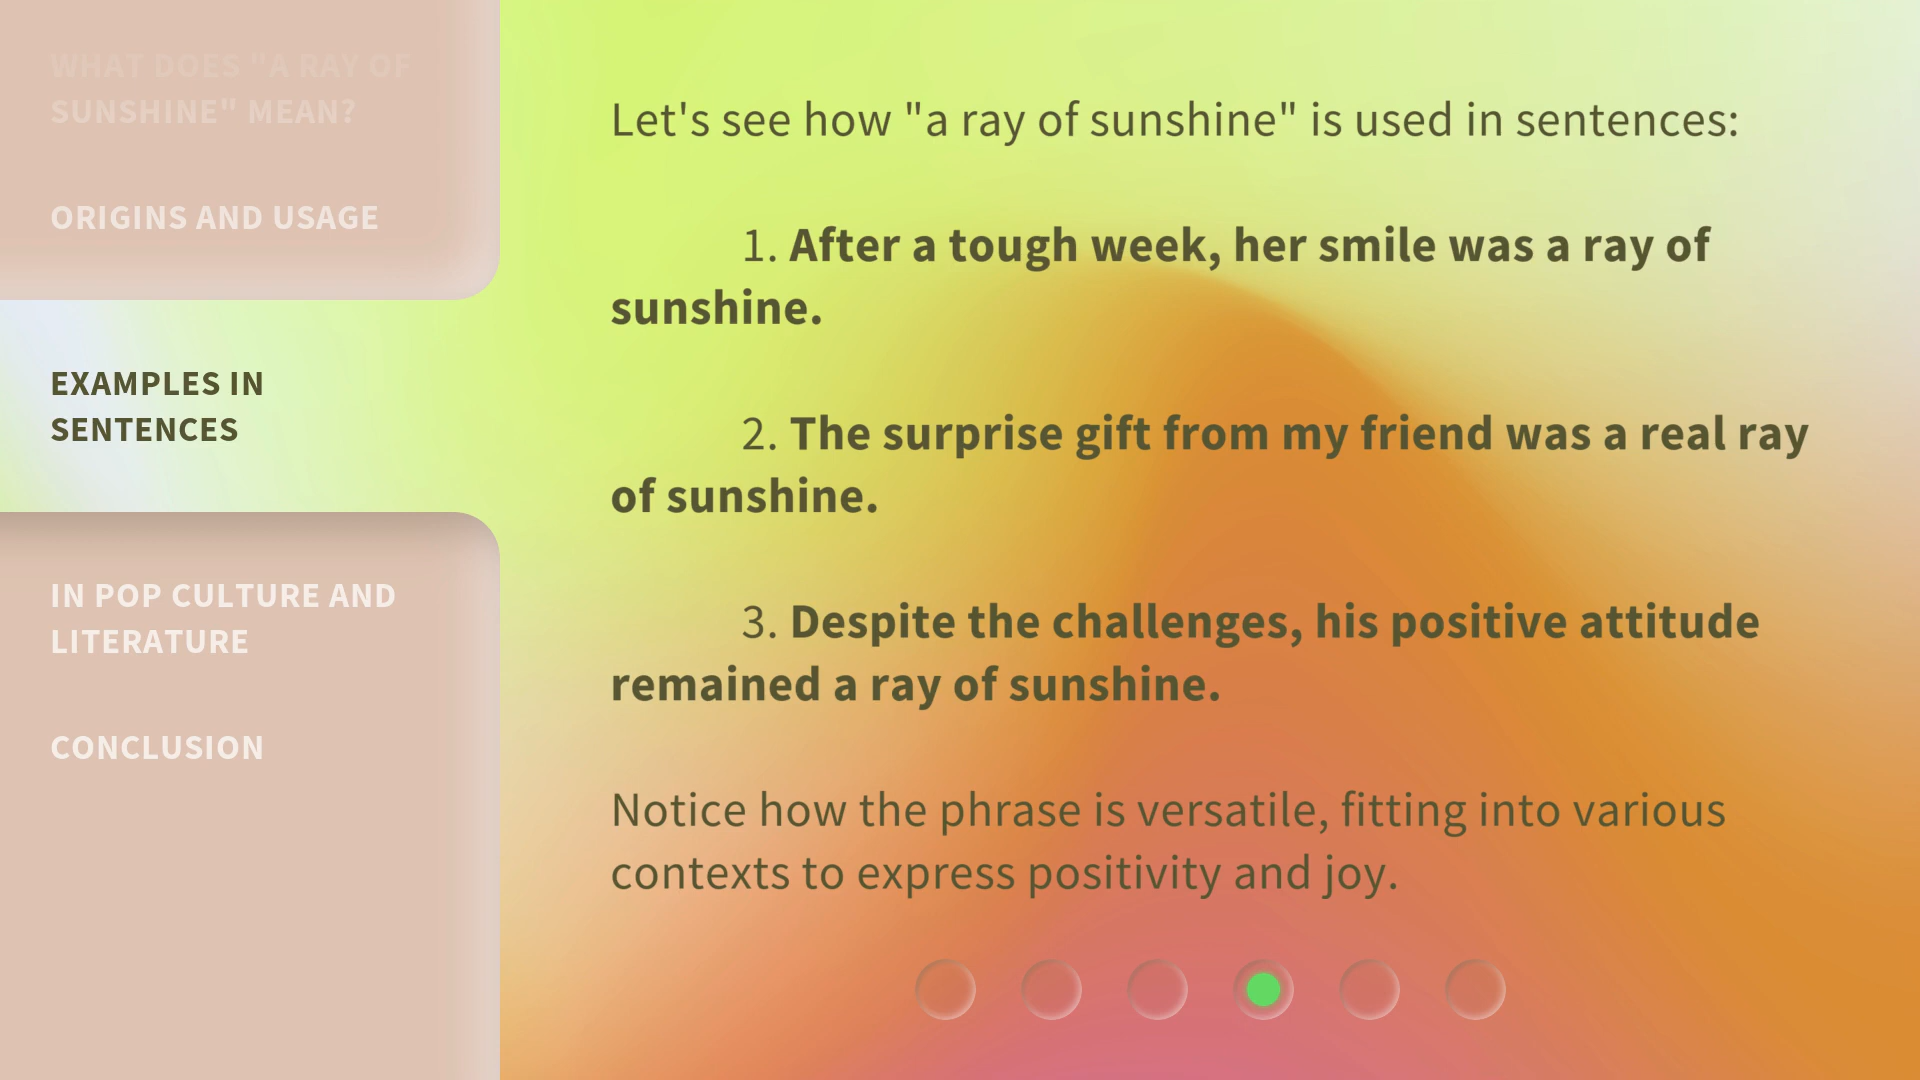 WHAT DOES "A RAY OF
SUNSHINE" MEAN?
ORIGINS AND USAGE
EXAMPLES IN
SENTENCES
IN POP CULTURE AND
LITERATURE
CONCLUSION
Let's see how "a ray of sunshine" is used in sentences:
1. After a tough week, her smile was a ray of
sunshine.
2. The surprise gift from my friend was a real ray
of sunshine.
3. Despite the challenges, his positive attitude
remained a ray of sunshine.
Notice how the phrase is versatile, fitting into various
contexts to express positivity and joy.